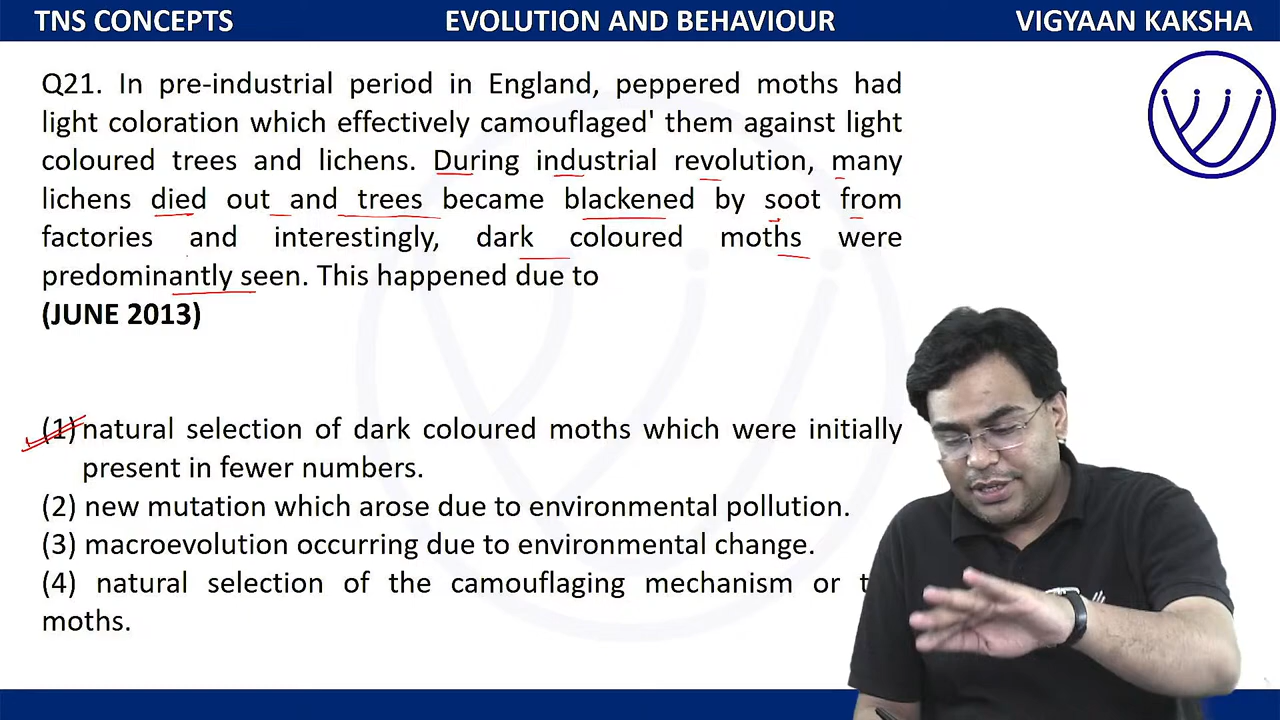 TNS CONCEPTS EVOLUTION AND BEHAVIOUR VIGYAAN KAKSHA
Q21. In pre-industrial period in England, peppered moths had
light coloration which effectively camouflaged' them against light
coloured trees and lichens. During industrial revolution, many
lichens died out and trees became blackened by soot from
factories and interestingly, dark coloured moths were
predominantly seen. This happened due to
(JUNE 2013)
(1) natural selection of dark coloured moths which were initially
present in fewer numbers.
(2) new mutation which arose due to environmental pollution.
(3) macroevolution occurring due to environmental change.
(4) natural selection of the camouflaging mechanism or
moths.